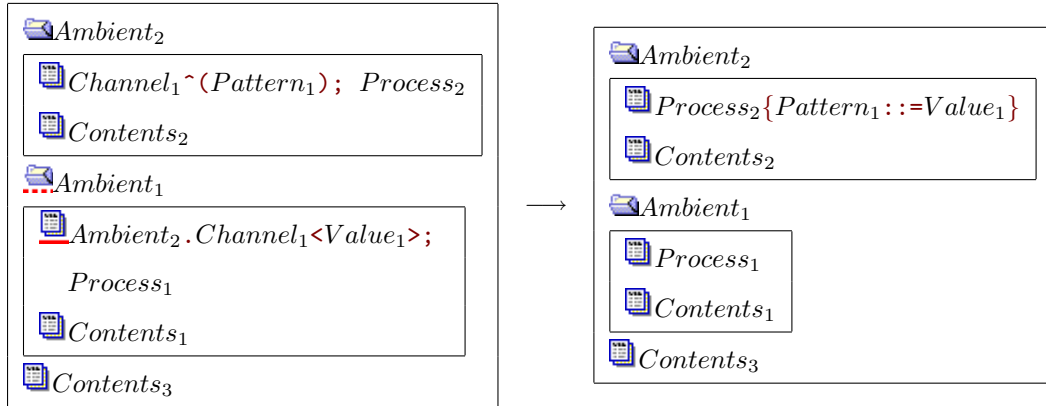 Ambient₂
Channel₁^(Pattern₁); Process₂
Contents₂
Ambient₁
Ambient₂.Channel₁<Value₁>;
Process₁
Contents₁
Contents₃
⟶
Ambient₂
Process₂{Pattern₁::=Value₁}
Contents₂
Ambient₁
Process₁
Contents₁
Contents₃